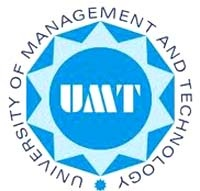 UNIVERSITY OF MANAGEMENT AND TECHNOLOGY
UMT